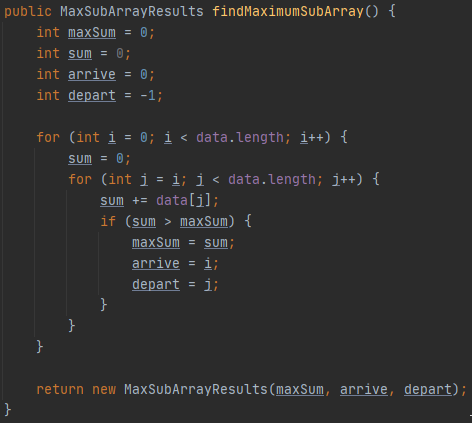 public MaxSubArrayResults findMaximumSubArray() {
    int maxSum = 0;
    int sum = 0;
    int arrive = 0;
    int depart = -1;

    for (int i = 0; i < data.length; i++) {
        sum = 0;
        for (int j = i; j < data.length; j++) {
            sum += data[j];
            if (sum > maxSum) {
                maxSum = sum;
                arrive = i;
                depart = j;
            }
        }
    }

    return new MaxSubArrayResults(maxSum, arrive, depart);
}